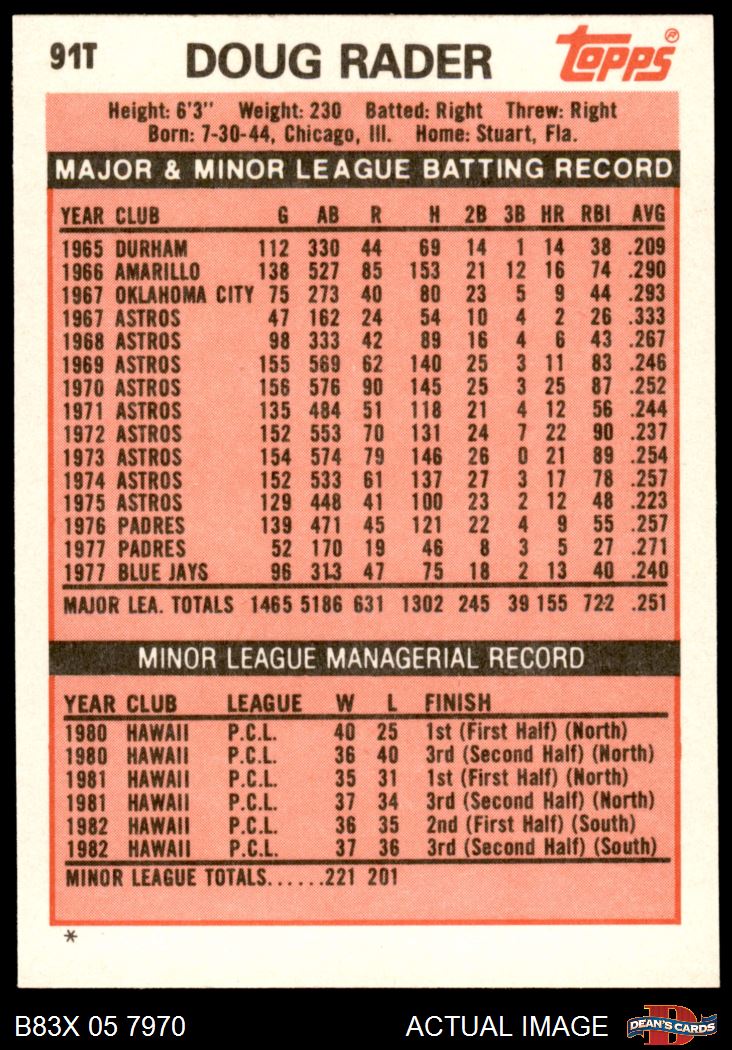 91T DOUG RADER Topps ®
Height: 6'3" Weight: 230 Batted: Right Threw: Right
Born: 7-30-44, Chicago, Ill. Home: Stuart, Fla.
MAJOR & MINOR LEAGUE BATTING RECORD
YEAR CLUB G AB R H 2B 3B HR RBI AVG
1965 DURHAM 112 330 44 69 14 1 14 38 .209
1966 AMARILLO 138 527 85 153 21 12 16 74 .290
1967 OKLAHOMA CITY 75 273 40 80 23 5 9 44 .293
1967 ASTROS 47 162 24 54 10 4 2 26 .333
1968 ASTROS 98 333 42 89 16 4 6 43 .267
1969 ASTROS 155 569 62 140 25 3 11 83 .246
1970 ASTROS 156 576 90 145 25 3 25 87 .252
1971 ASTROS 135 484 51 118 21 4 12 56 .244
1972 ASTROS 152 553 70 131 24 7 22 90 .237
1973 ASTROS 154 574 79 146 26 0 21 89 .254
1974 ASTROS 152 533 61 137 27 3 17 78 .257
1975 ASTROS 129 448 41 100 23 2 12 48 .223
1976 PADRES 139 471 45 121 22 4 9 55 .257
1977 PADRES 52 170 19 46 8 3 5 27 .271
1977 BLUE JAYS 96 313 47 75 18 2 13 40 .240
MAJOR LEA. TOTALS 1465 5186 631 1302 245 39 155 722 .251
MINOR LEAGUE MANAGERIAL RECORD
YEAR CLUB LEAGUE W L FINISH
1980 HAWAII P.C.L. 40 25 1st (First Half) (North)
1980 HAWAII P.C.L. 36 40 3rd (Second Half) (North)
1981 HAWAII P.C.L. 35 31 1st (First Half) (North)
1981 HAWAII P.C.L. 37 34 3rd (Second Half) (North)
1982 HAWAII P.C.L. 36 35 2nd (First Half) (South)
1982 HAWAII P.C.L. 37 36 3rd (Second Half) (South)
MINOR LEAGUE TOTALS......221 201
*
B83X 05 7970 ACTUAL IMAGE D DEAN'S CARDS